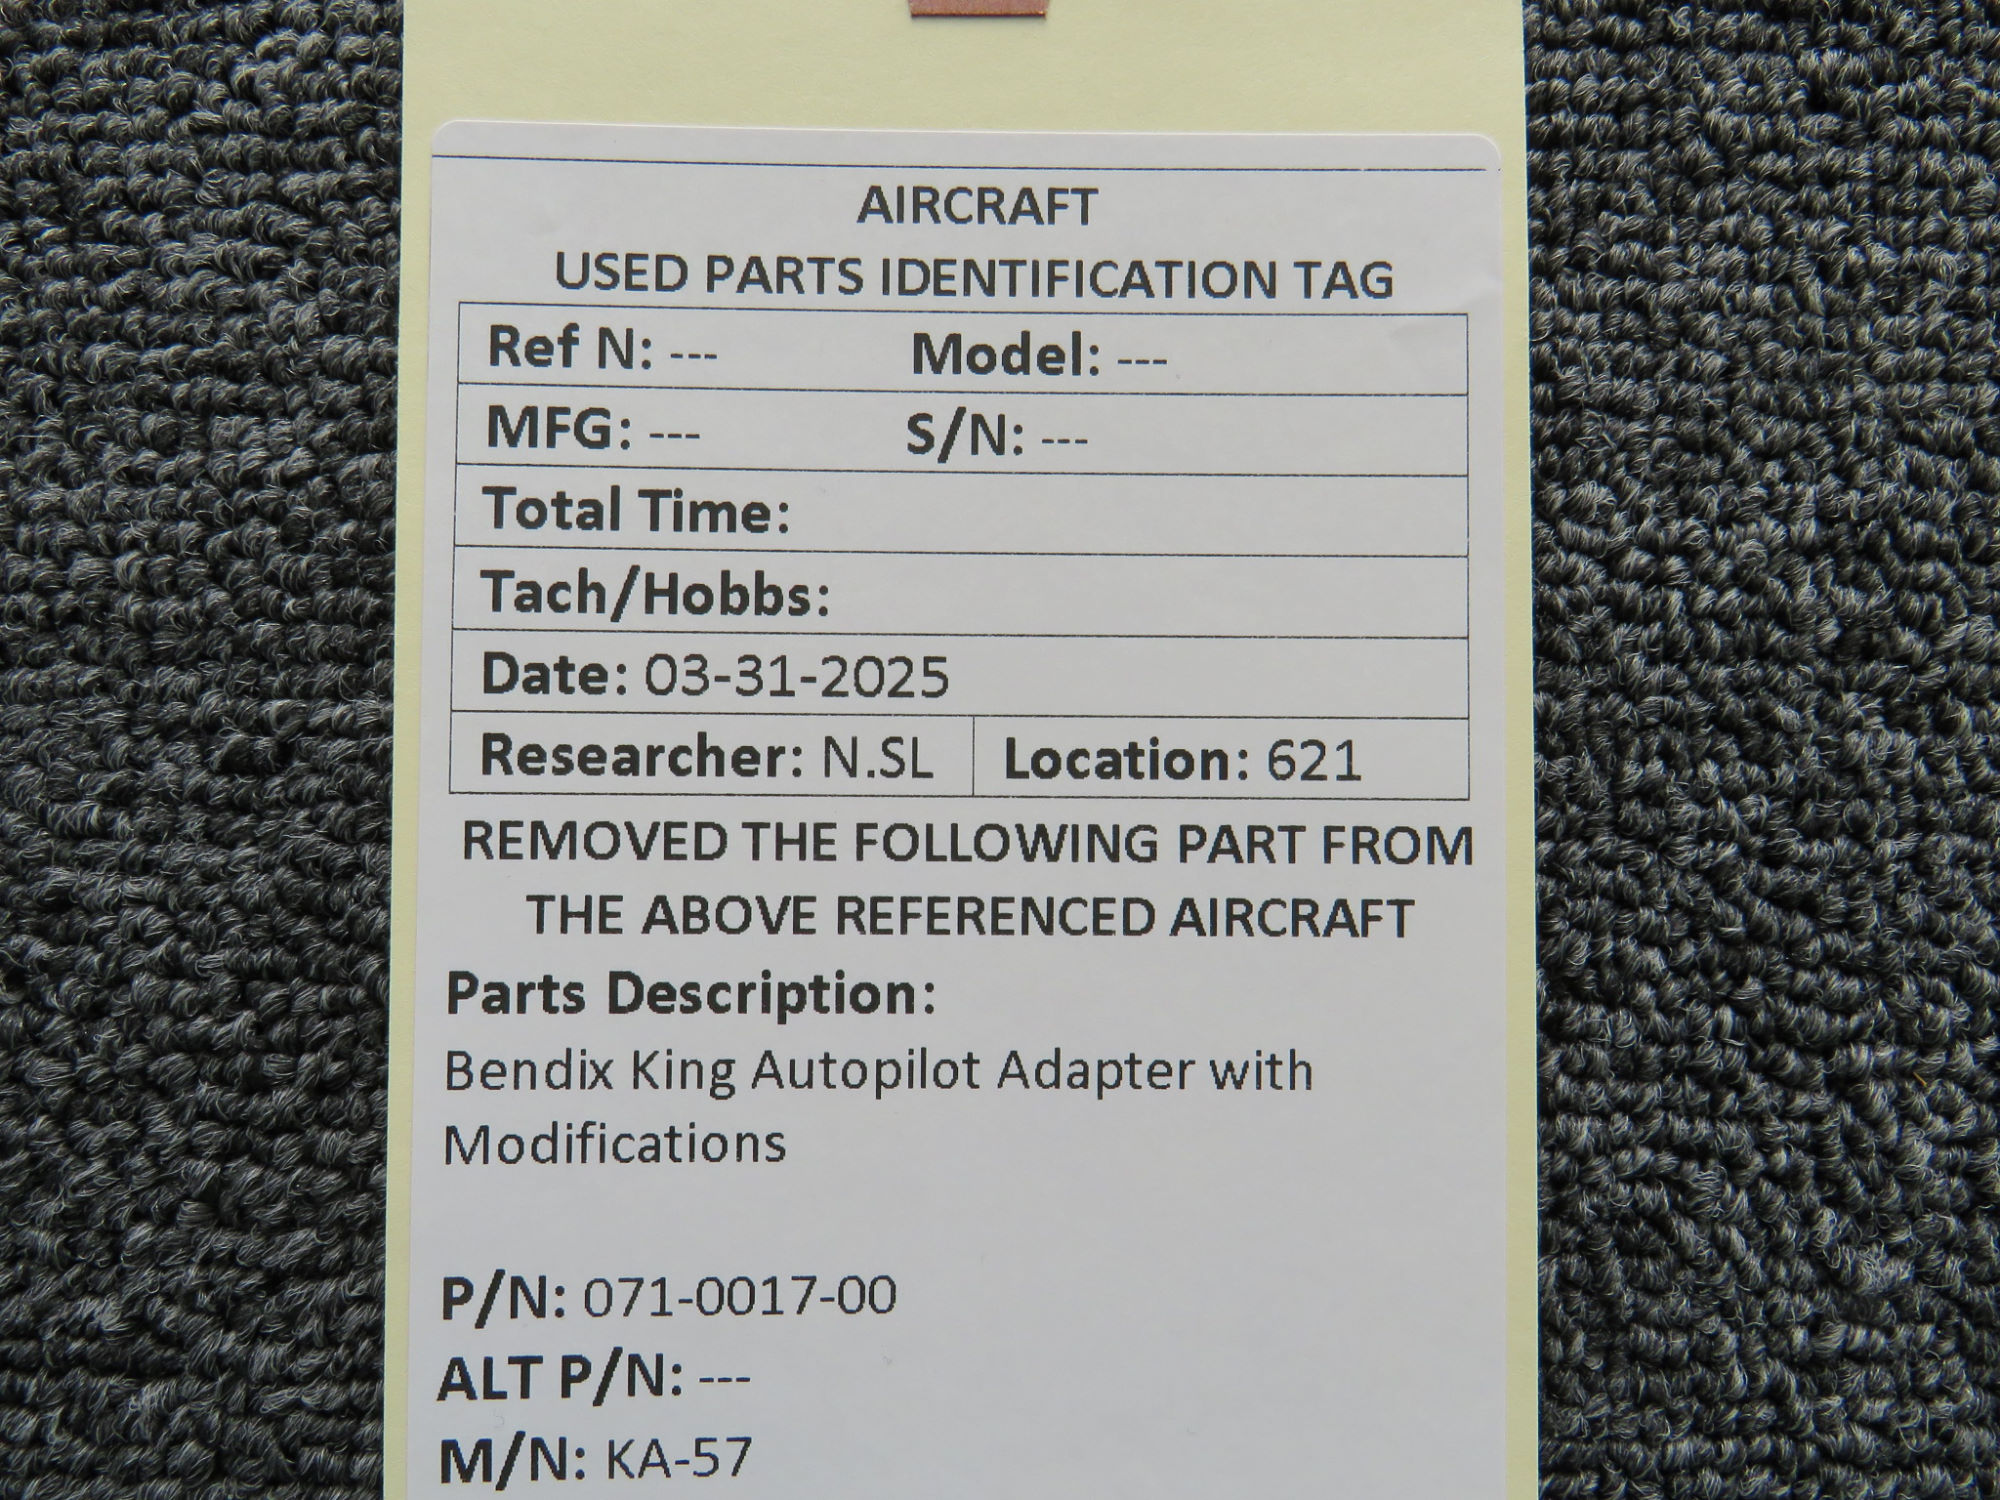 AIRCRAFT
USED PARTS IDENTIFICATION TAG
Ref N: --- Model: ---
MFG: --- S/N: ---
Total Time:
Tach/Hobbs:
Date: 03-31-2025
Researcher: N.SL Location: 621
REMOVED THE FOLLOWING PART FROM
THE ABOVE REFERENCED AIRCRAFT
Parts Description:
Bendix King Autopilot Adapter with
Modifications
P/N: 071-0017-00
ALT P/N: ---
M/N: KA-57